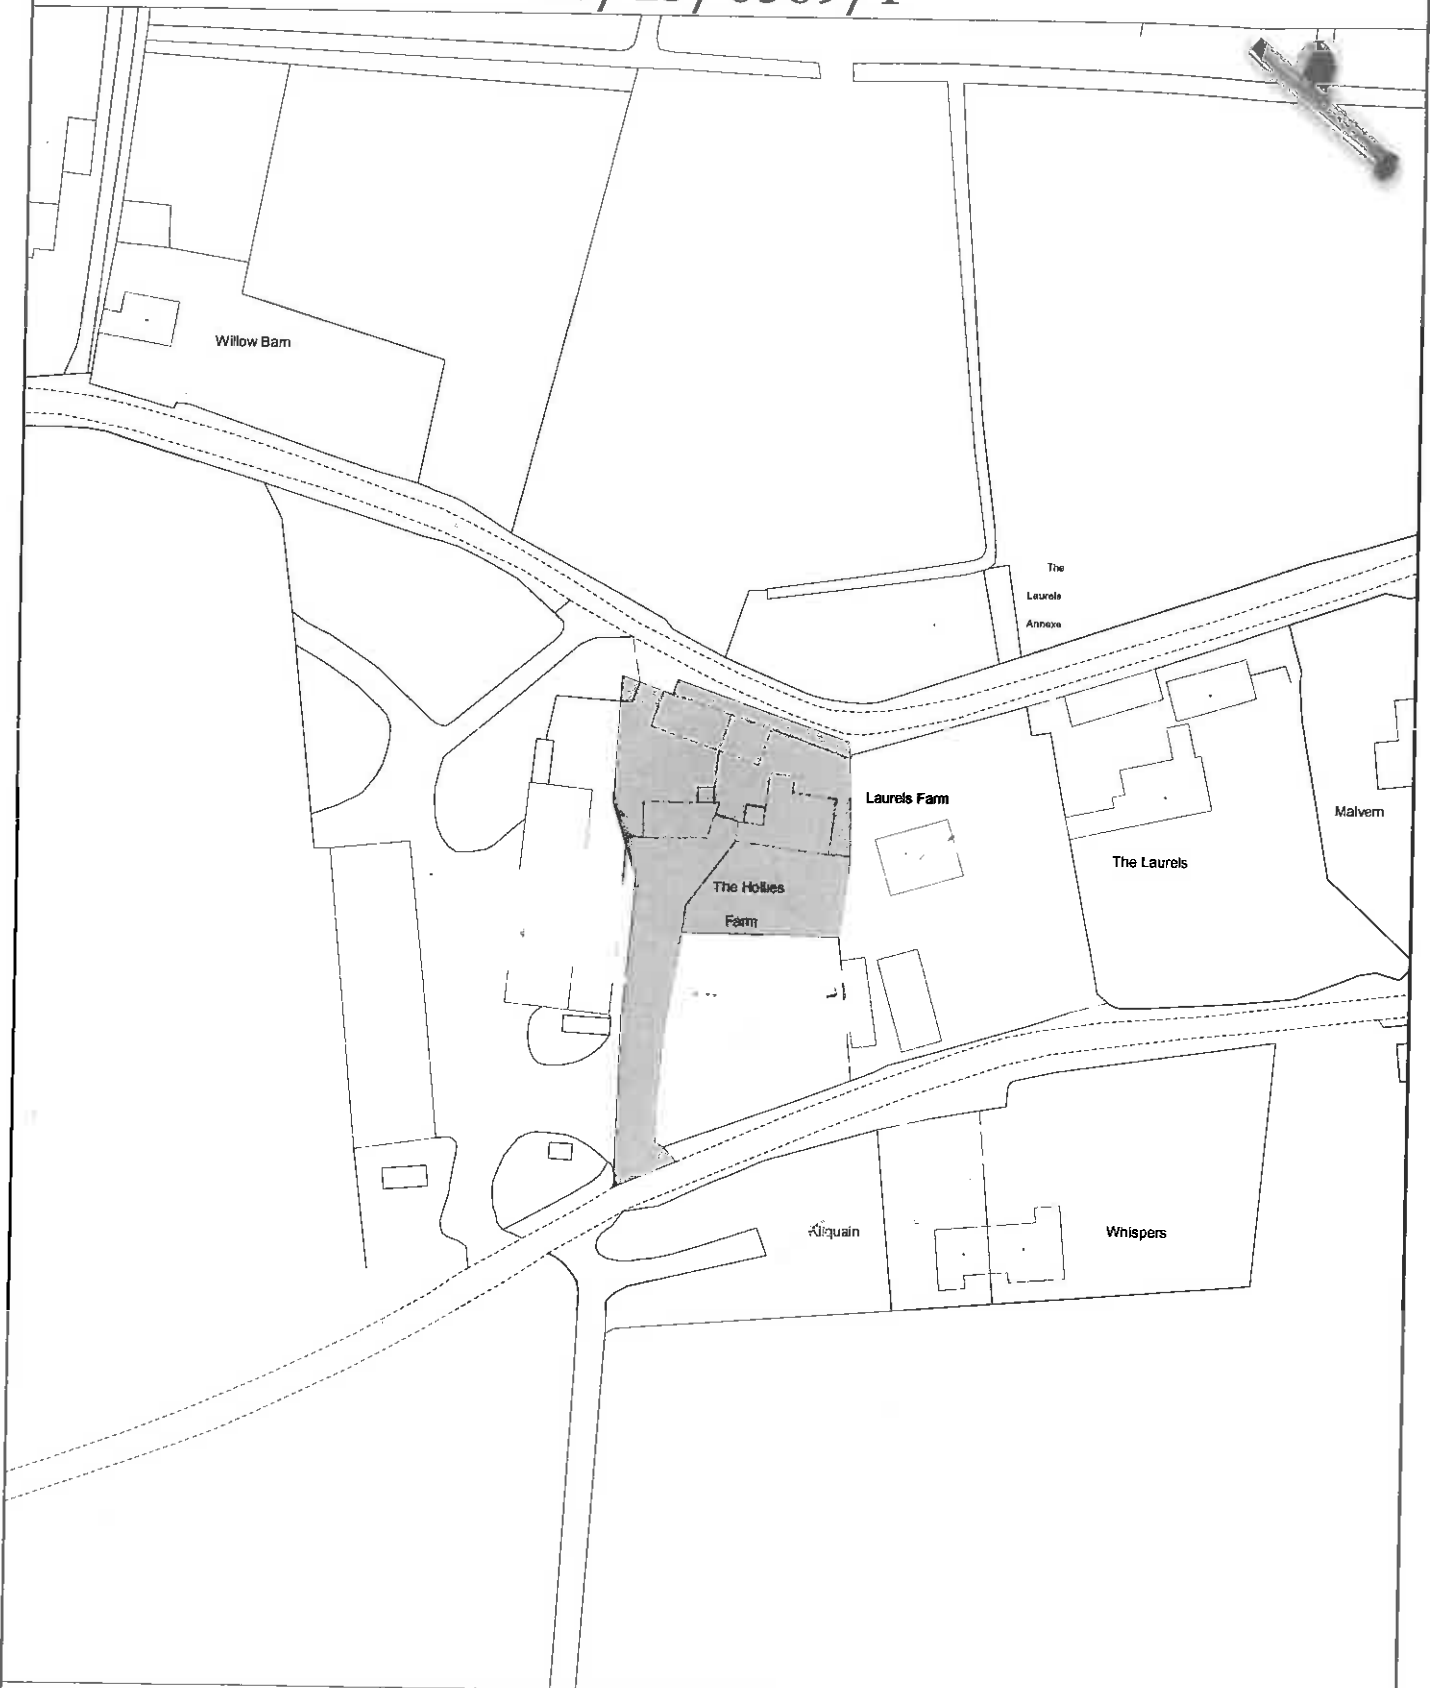 Willow Barn
The
Laurels
Annexe
Laurels Farm
Malvern
The Laurels
The Hollies
Farm
Aliquain
Whispers